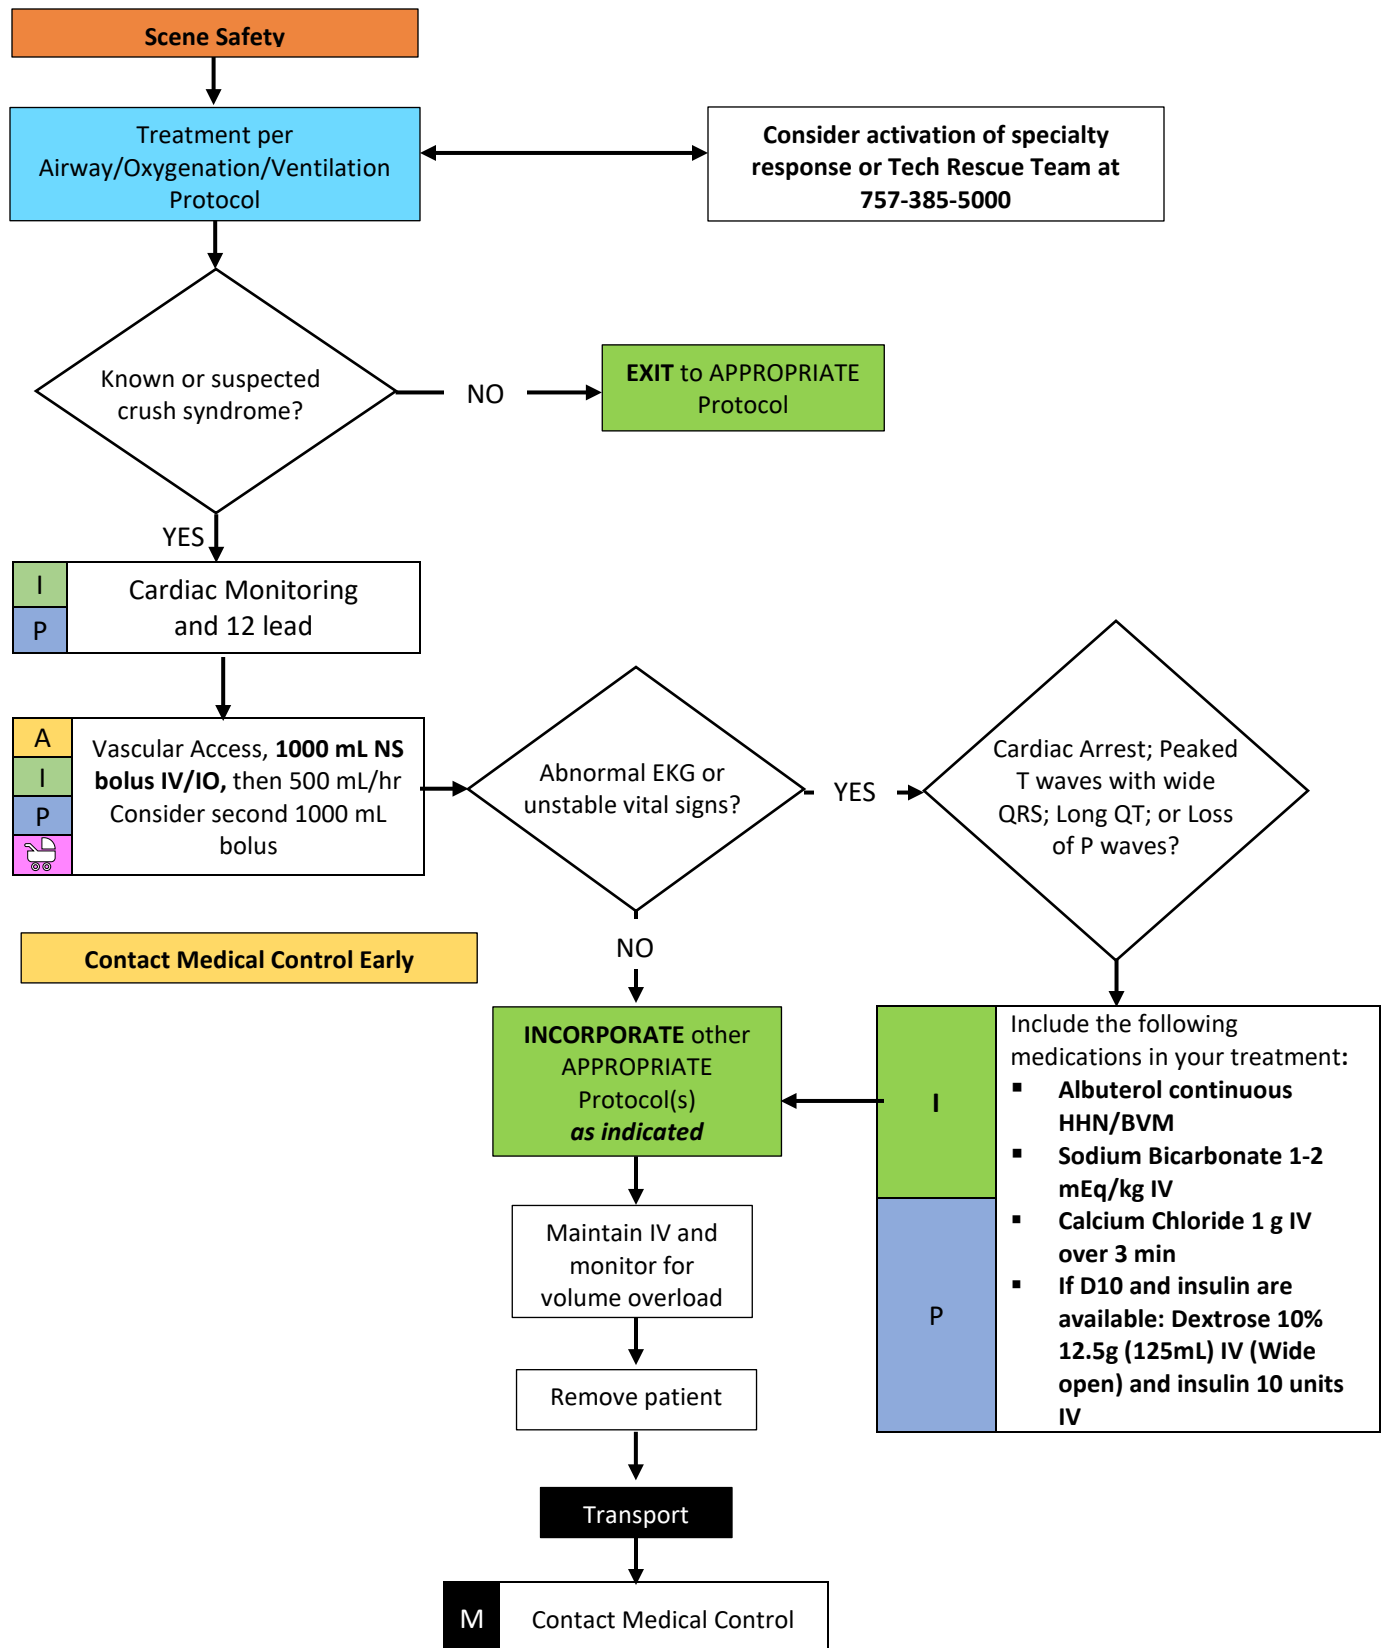 Scene Safety
Treatment per
Airway/Oxygenation/Ventilation
Protocol
Consider activation of specialty
response or Tech Rescue Team at
757-385-5000
Known or suspected
crush syndrome?
NO
EXIT to APPROPRIATE
Protocol
YES
I
P
Cardiac Monitoring
and 12 lead
A
I
P
Vascular Access, 1000 mL NS
bolus IV/IO, then 500 mL/hr
Consider second 1000 mL
bolus
Abnormal EKG or
unstable vital signs?
YES
Cardiac Arrest; Peaked
T waves with wide
QRS; Long QT; or Loss
of P waves?
NO
Contact Medical Control Early
INCORPORATE other
APPROPRIATE
Protocol(s)
as indicated
I
P
Include the following
medications in your treatment:
▪ Albuterol continuous
HHN/BVM
▪ Sodium Bicarbonate 1-2
mEq/kg IV
▪ Calcium Chloride 1 g IV
over 3 min
▪ If D10 and insulin are
available: Dextrose 10%
12.5g (125mL) IV (Wide
open) and insulin 10 units
IV
Maintain IV and
monitor for
volume overload
Remove patient
Transport
M
Contact Medical Control